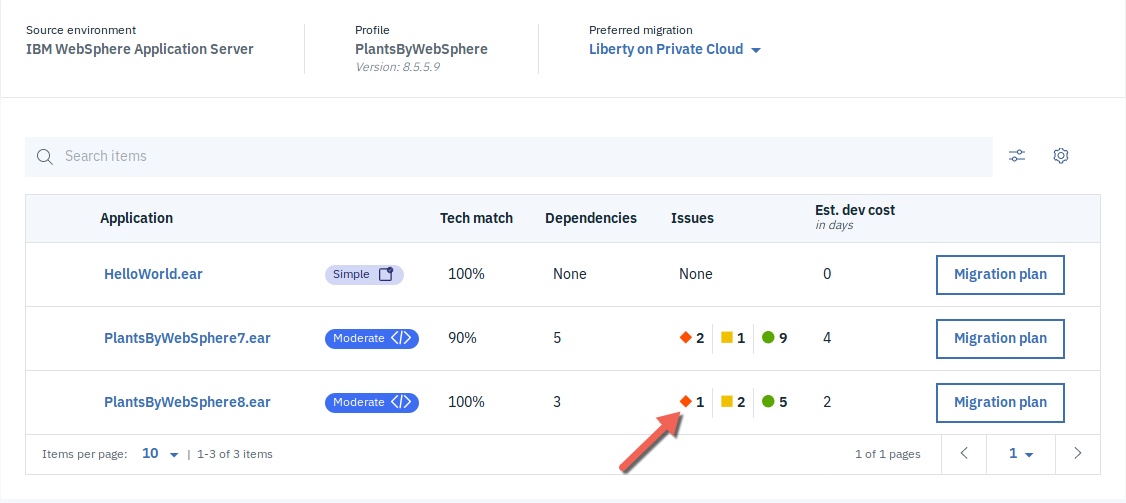 Source environment
IBM WebSphere Application Server
Profile
PlantsByWebSphere
Version: 8.5.5.9
Preferred migration
Liberty on Private Cloud
Search items
Application Tech match Dependencies Issues Est. dev cost
in days
HelloWorld.ear Simple 100% None None 0 Migration plan
PlantsByWebSphere7.ear Moderate </> 90% 5 2 1 9 4 Migration plan
PlantsByWebSphere8.ear Moderate </> 100% 3 1 2 5 2 Migration plan
Items per page: 10 | 1-3 of 3 items 1 of 1 pages < 1 >